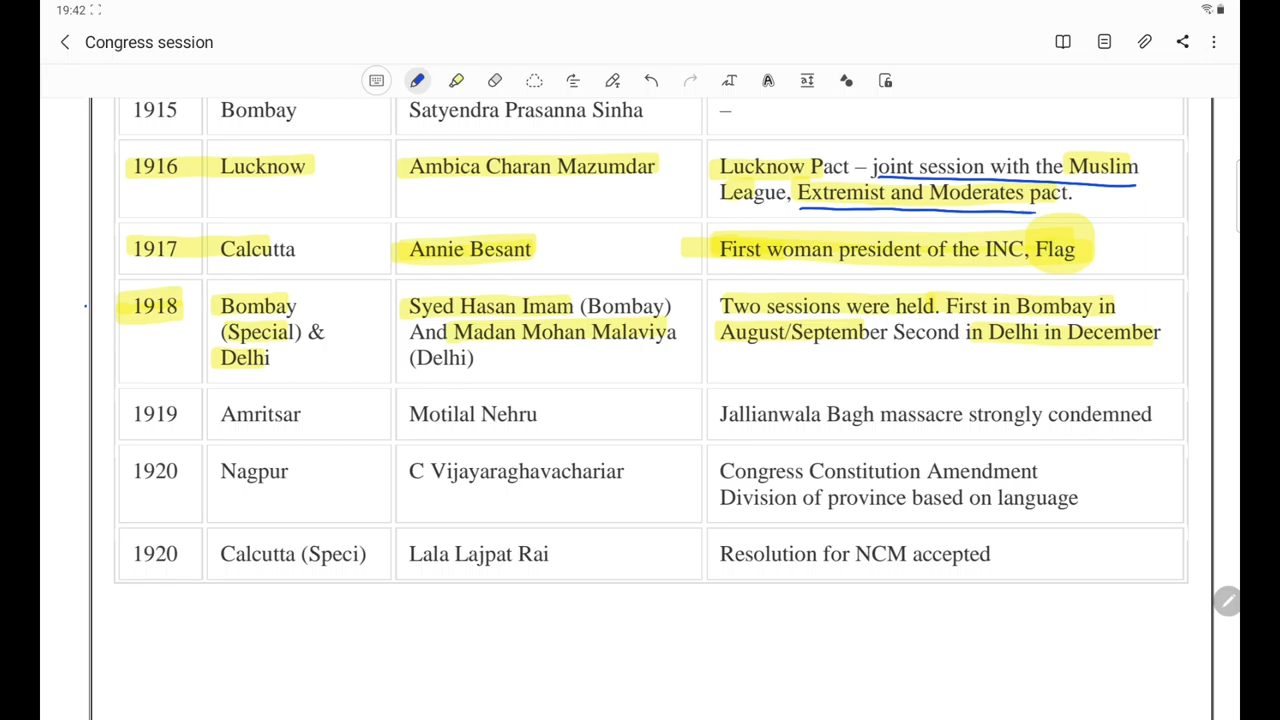 19:42
Congress session
1915 Bombay Satyendra Prasanna Sinha –
1916 Lucknow Ambica Charan Mazumdar Lucknow Pact – joint session with the Muslim
League, Extremist and Moderates pact.
1917 Calcutta Annie Besant First woman president of the INC, Flag
1918 Bombay Syed Hasan Imam (Bombay) Two sessions were held. First in Bombay in
(Special) & And Madan Mohan Malaviya August/September Second in Delhi in December
Delhi (Delhi)
1919 Amritsar Motilal Nehru Jallianwala Bagh massacre strongly condemned
1920 Nagpur C Vijayaraghavachariar Congress Constitution Amendment
Division of province based on language
1920 Calcutta (Speci) Lala Lajpat Rai Resolution for NCM accepted